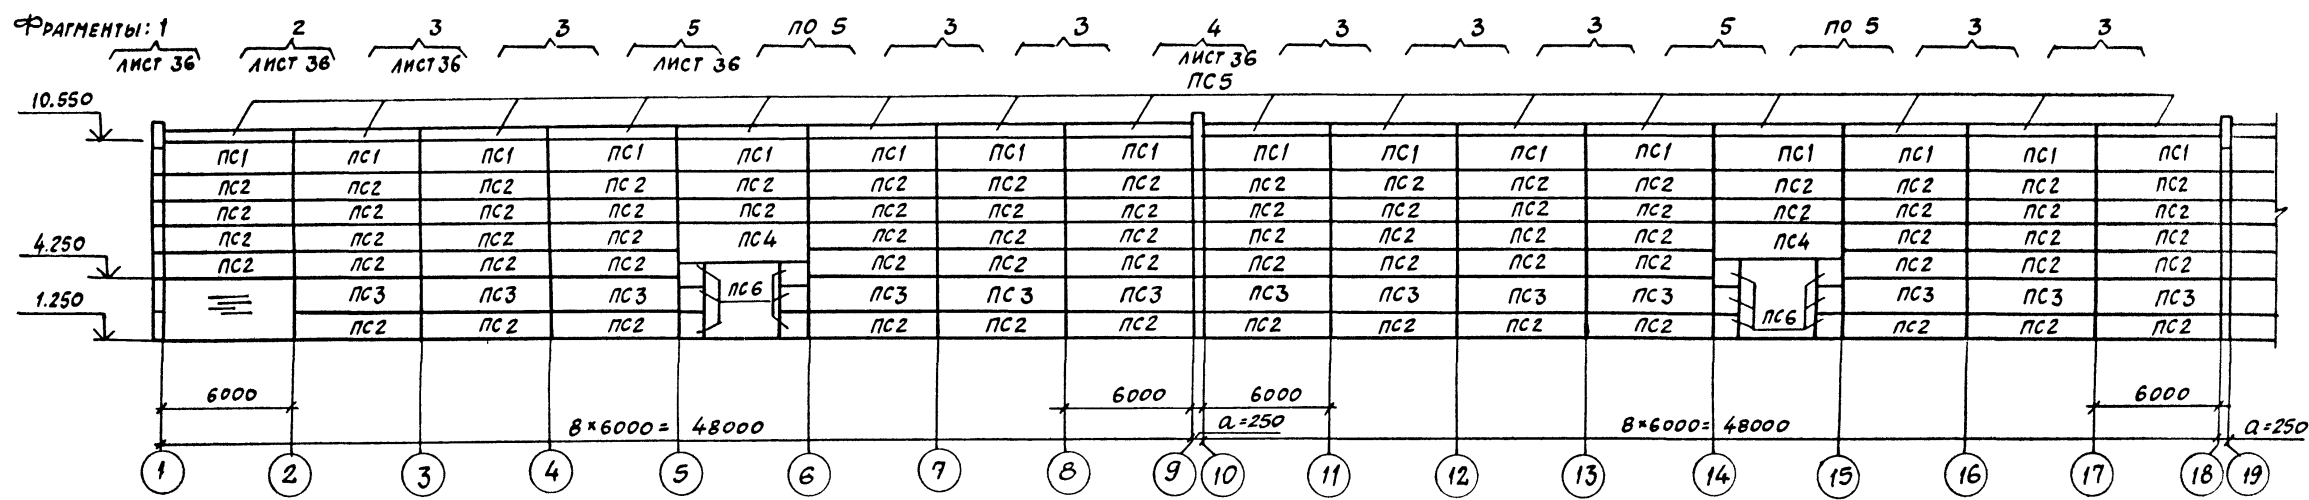 Фрагменты: 1 2 3 3 5 по 5 3 3 4 3 3 3 5 по 5 3 3
лист 36 лист 36 лист 36 лист 36 лист 36
ПС5
10.550
ПС1 ПС1 ПС1 ПС1 ПС1 ПС1 ПС1 ПС1 ПС1 ПС1 ПС1 ПС1 ПС1 ПС1 ПС1 ПС1
ПС2 ПС2 ПС2 ПС2 ПС2 ПС2 ПС2 ПС2 ПС2 ПС2 ПС2 ПС2 ПС2 ПС2 ПС2 ПС2
ПС2 ПС2 ПС2 ПС2 ПС2 ПС2 ПС2 ПС2 ПС2 ПС2 ПС2 ПС2 ПС2 ПС2 ПС2 ПС2
4.250 ПС2 ПС2 ПС2 ПС2 ПС4 ПС2 ПС2 ПС2 ПС2 ПС2 ПС2 ПС2 ПС4 ПС2 ПС2 ПС2
ПС2 ПС2 ПС2 ПС2 ПС2 ПС2 ПС2 ПС2 ПС2 ПС2 ПС2 ПС2 ПС2 ПС2
1.250 ПС3 ПС3 ПС3 ПС6 ПС3 ПС3 ПС3 ПС3 ПС3 ПС3 ПС3 ПС3 ПС3 ПС3
ПС2 ПС2 ПС2 ПС2 ПС2 ПС2 ПС2 ПС2 ПС2 ПС2 ПС6 ПС2 ПС2 ПС2
6000 6000 6000 6000
8×6000= 48000 а=250 8×6000= 48000 а=250
1 2 3 4 5 6 7 8 9 10 11 12 13 14 15 16 17 18 19